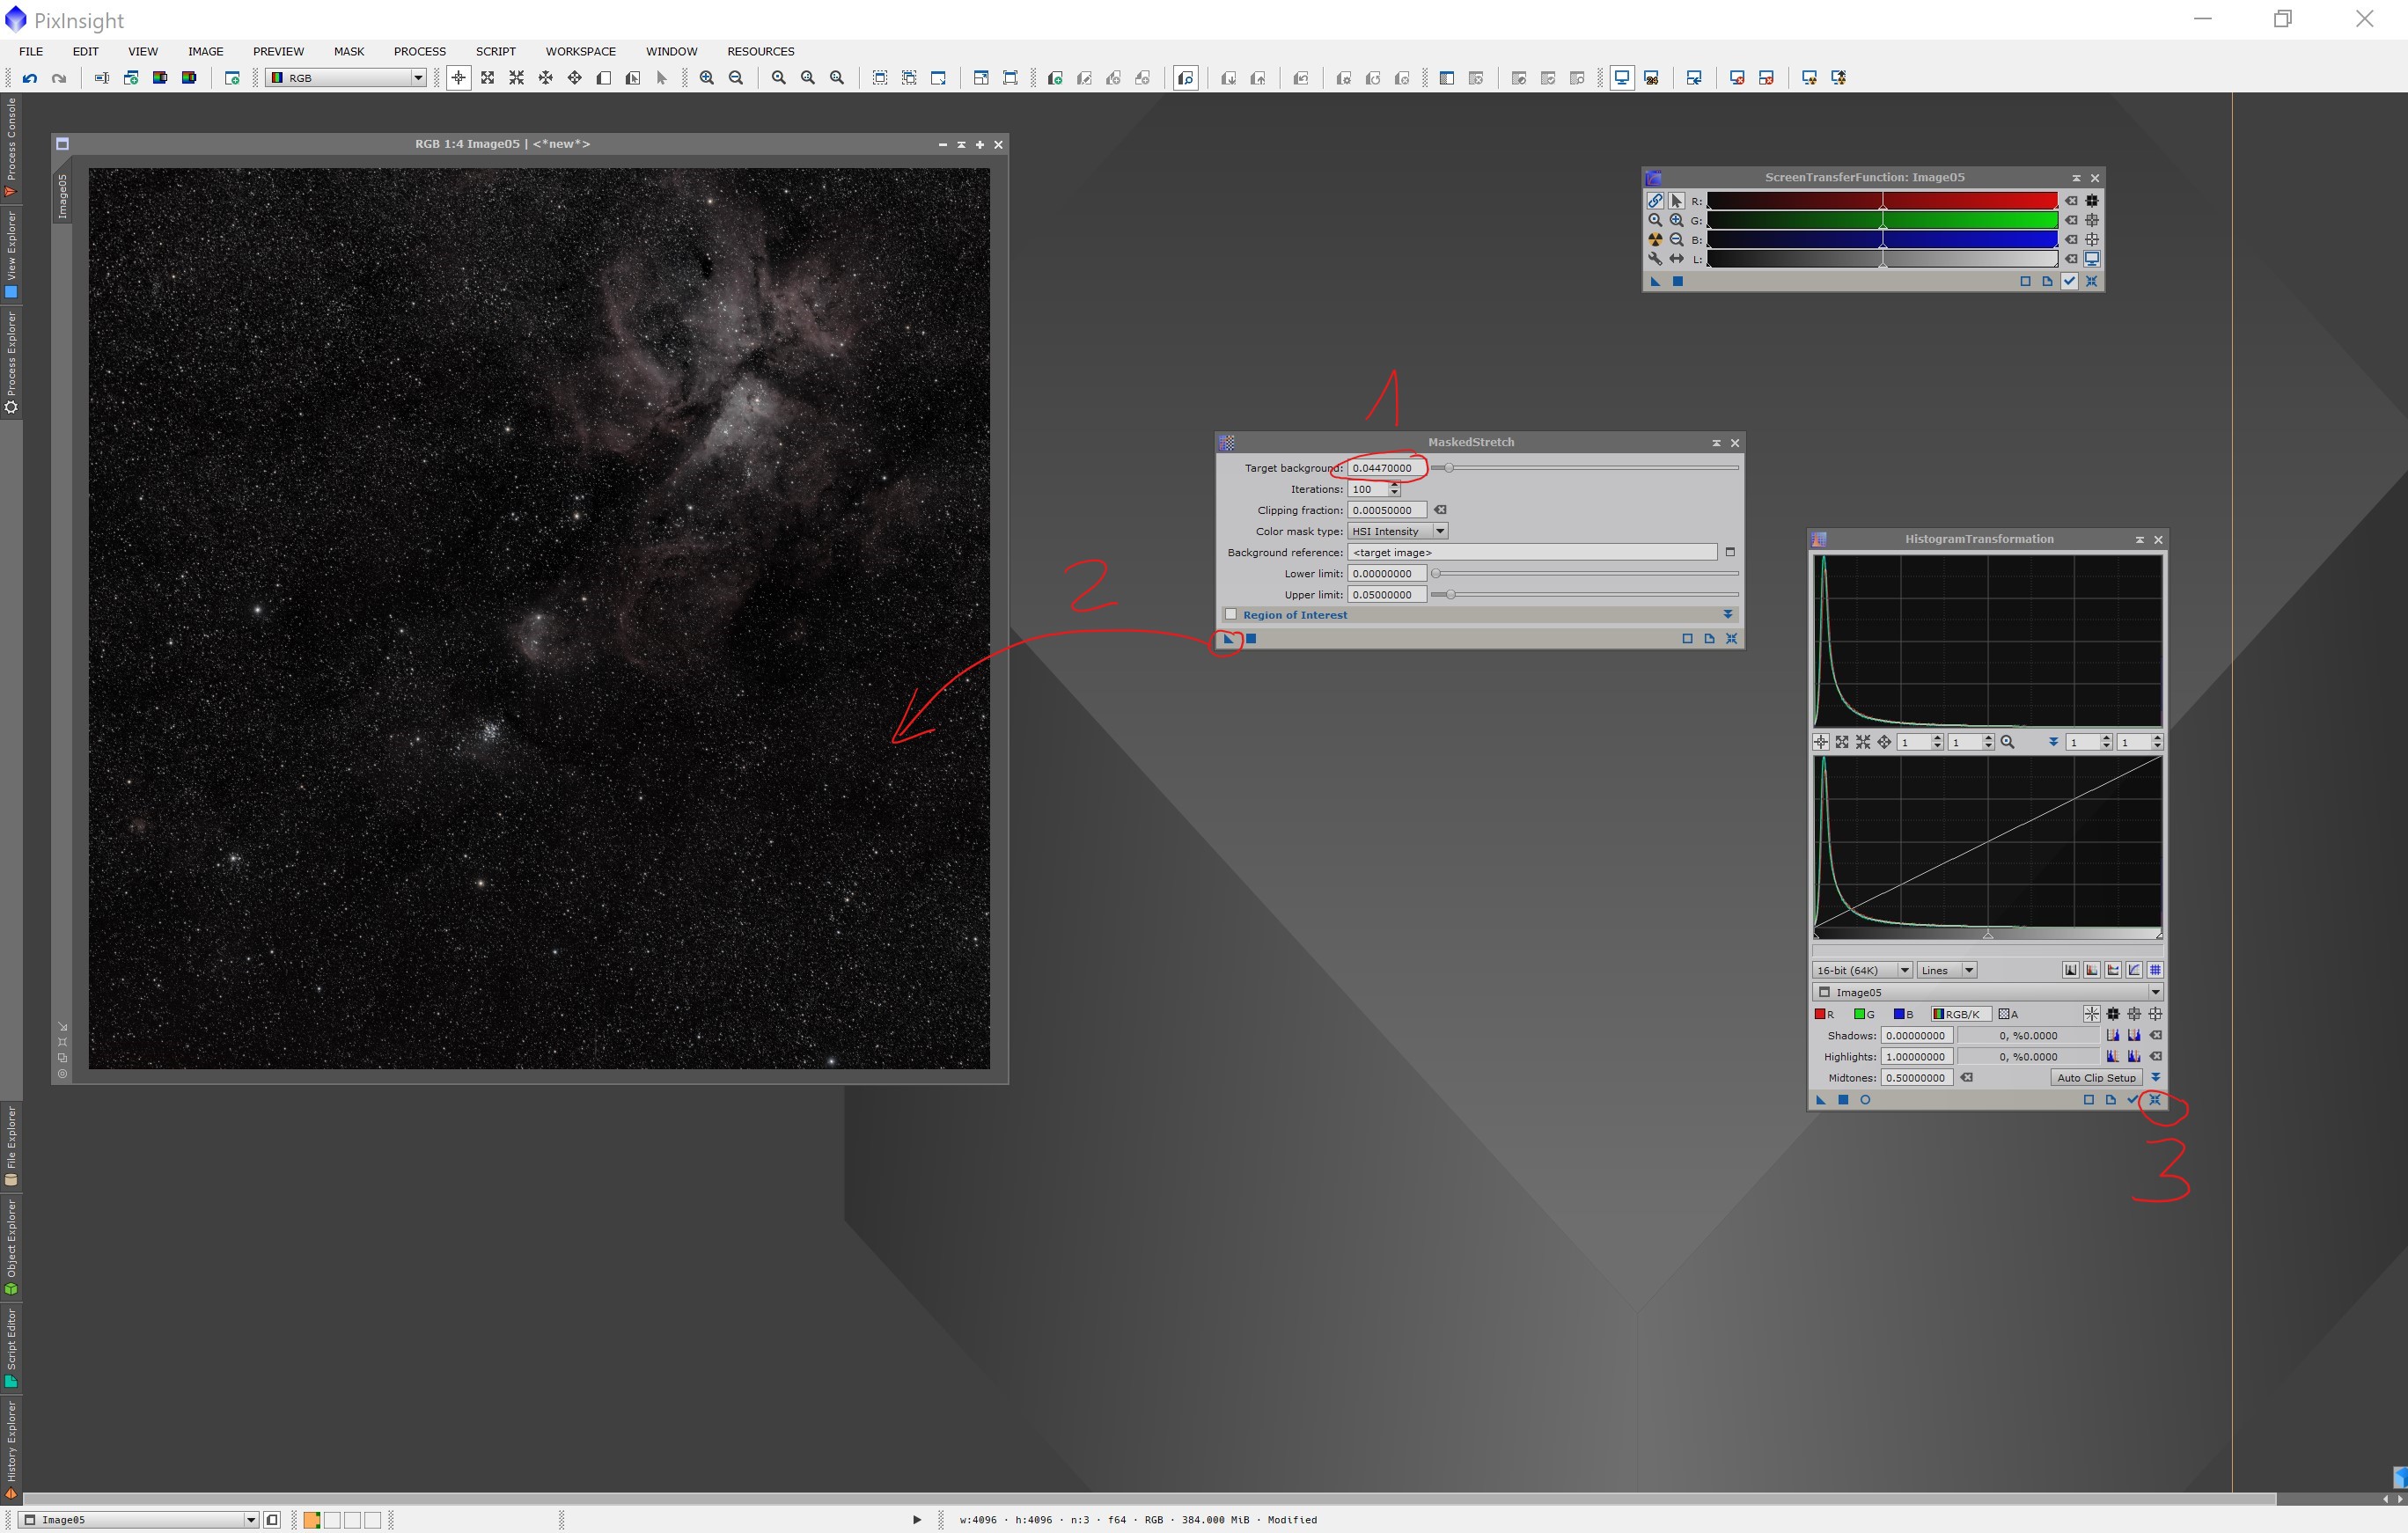 PixInsight
FILE EDIT VIEW IMAGE PREVIEW MASK PROCESS SCRIPT WORKSPACE WINDOW RESOURCES
RGB
Process Console
View Explorer
Process Explorer
File Explorer
Object Explorer
Script Editor
History Explorer
RGB 1:4 Image05 | <*new*>
Image05
ScreenTransferFunction: Image05
R:
G:
B:
L:
1
MaskedStretch
Target background: 0.04470000
Iterations: 100
Clipping fraction: 0.00050000
Color mask type: HSI Intensity
Background reference: <target image>
Lower limit: 0.00000000
Upper limit: 0.05000000
Region of Interest
2
HistogramTransformation
1 1 1 1
16-bit (64K) Lines
Image05
R G B RGB/K A
Shadows: 0.00000000 0, %0.0000
Highlights: 1.00000000 0, %0.0000
Midtones: 0.50000000 Auto Clip Setup
3
Image05
w:4096 · h:4096 · n:3 · f64 · RGB · 384.000 MiB · Modified